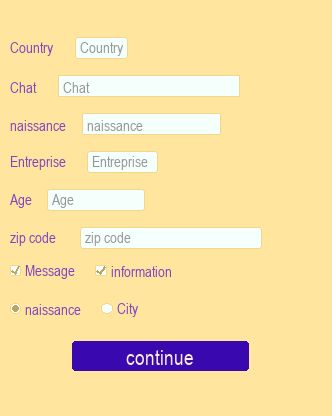 Country Country
Chat Chat
naissance naissance
Entreprise Entreprise
Age Age
zip code zip code
Message information
naissance City
continue